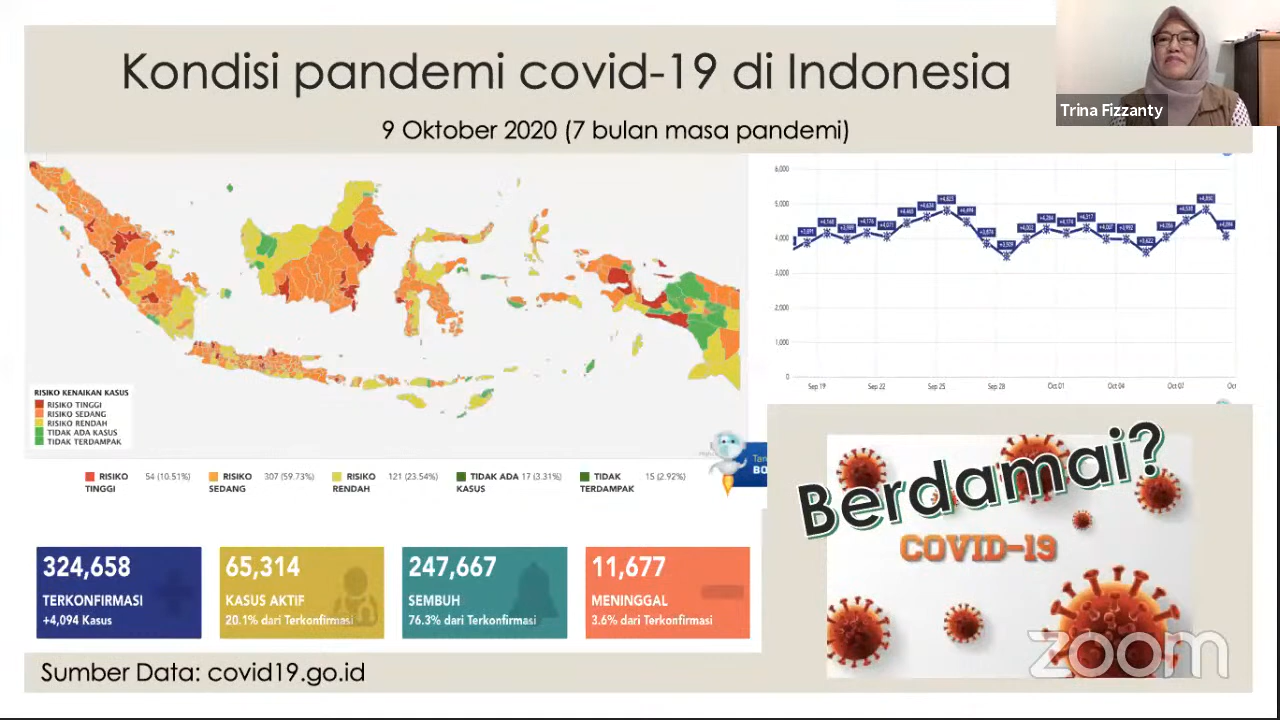 Kondisi pandemi covid-19 di Indonesia
9 Oktober 2020 (7 bulan masa pandemi)
Trina Fizzanty
RISIKO KENAIKAN KASUS
RISIKO TINGGI
RISIKO SEDANG
RISIKO RENDAH
TIDAK ADA KASUS
TIDAK TERDAMPAK
RISIKO TINGGI 54 (10.51%)
RISIKO SEDANG 307 (59.73%)
RISIKO RENDAH 121 (23.54%)
TIDAK ADA KASUS 17 (3.31%)
TIDAK TERDAMPAK 15 (2.92%)
6,000
5,000
4,000
3,000
2,000
1,000
0
Sep 19 Sep 22 Sep 25 Sep 28 Oct 01 Oct 04 Oct 07
324,658
TERKONFIRMASI
+4,094 Kasus
65,314
KASUS AKTIF
20.1% dari Terkonfirmasi
247,667
SEMBUH
76.3% dari Terkonfirmasi
11,677
MENINGGAL
3.6% dari Terkonfirmasi
Berdamai?
COVID-19
zoom
Sumber Data: covid19.go.id